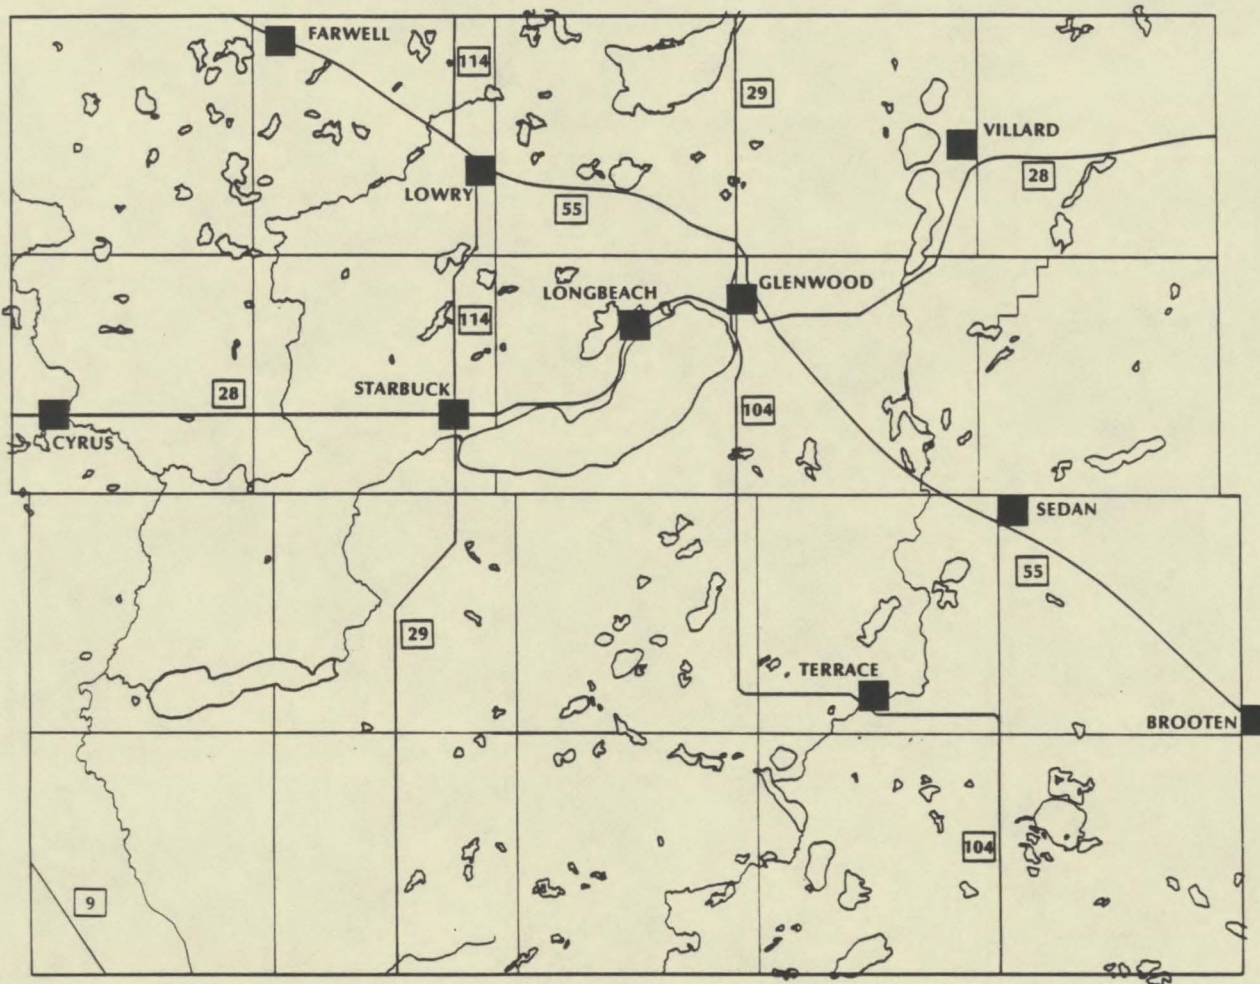 FARWELL
114
29
VILLARD
28
LOWRY
55
GLENWOOD
LONGBEACH
114
STARBUCK
28
104
CYRUS
SEDAN
55
29
TERRACE
BROOTEN
104
9